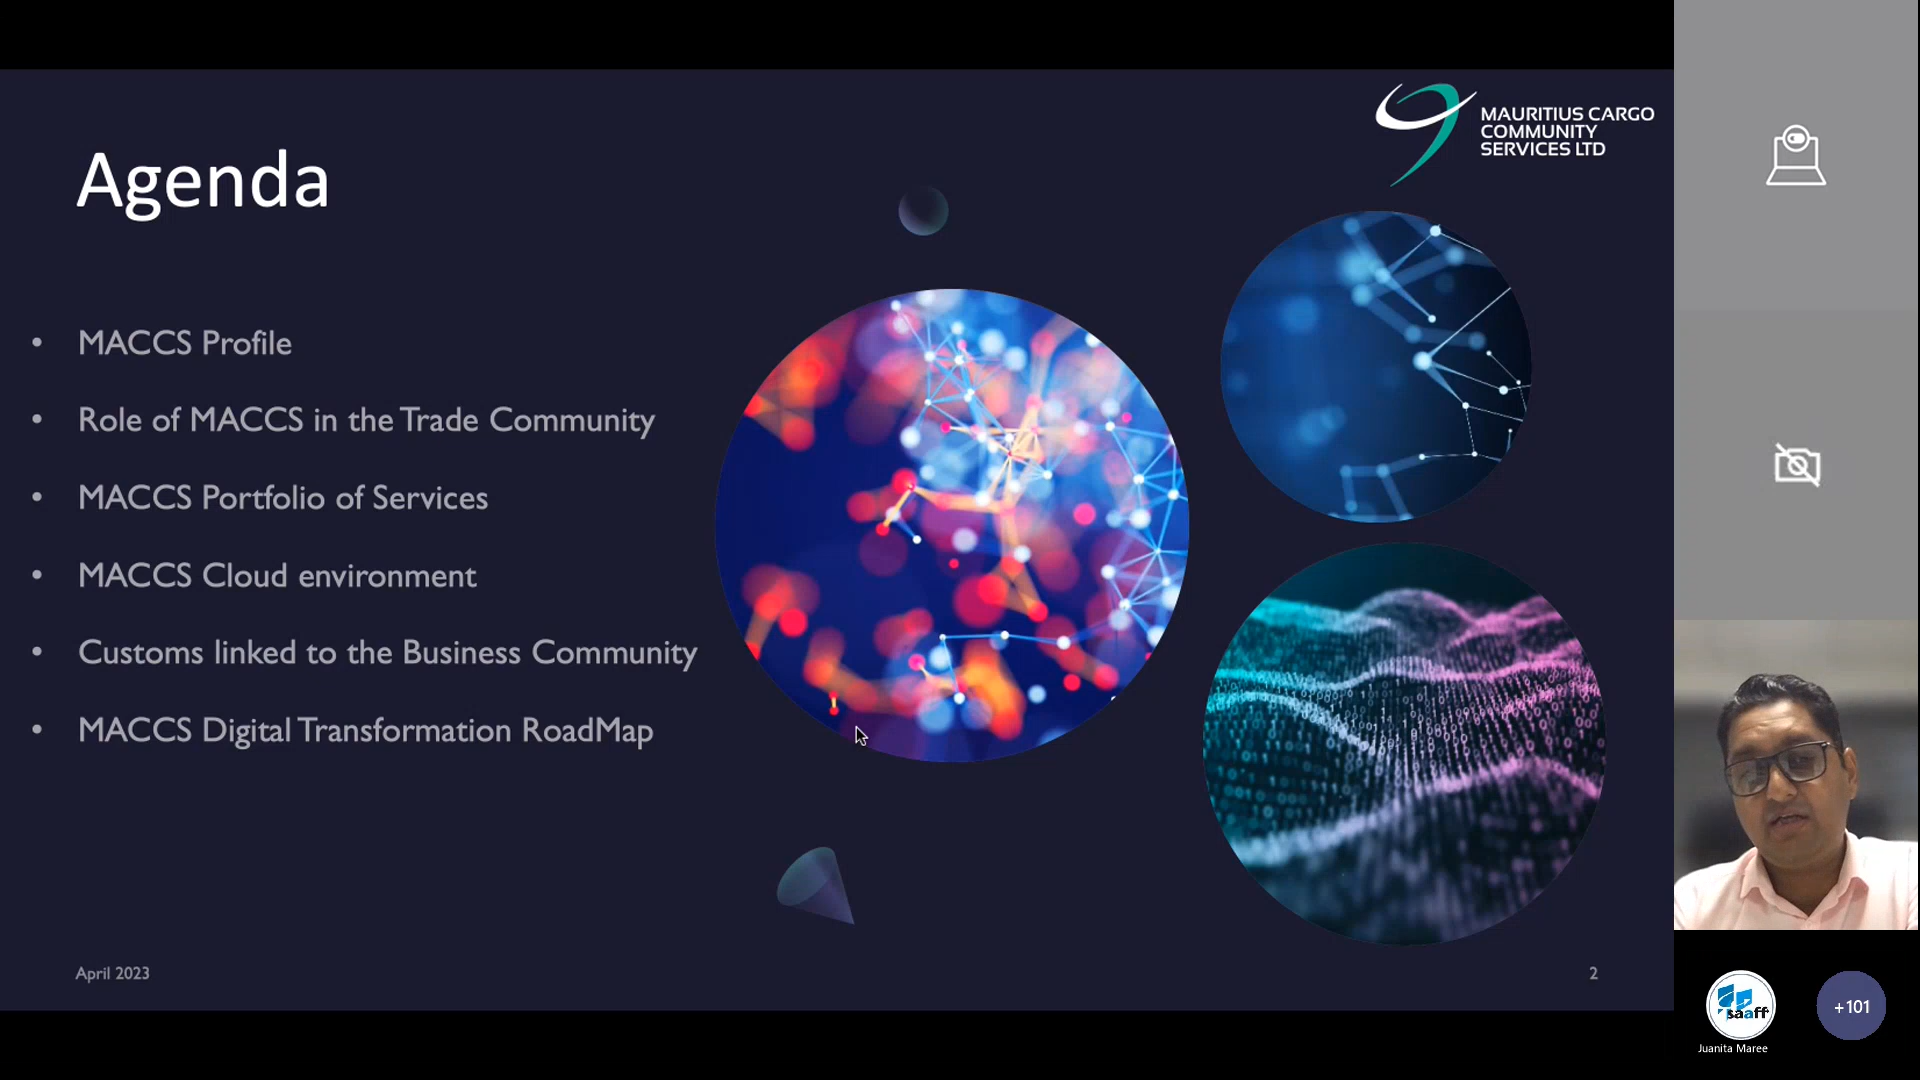 MAURITIUS CARGO
COMMUNITY
SERVICES LTD
Agenda
• MACCS Profile
• Role of MACCS in the Trade Community
• MACCS Portfolio of Services
• MACCS Cloud environment
• Customs linked to the Business Community
• MACCS Digital Transformation RoadMap
April 2023
2
saaff
+101
Juanita Maree